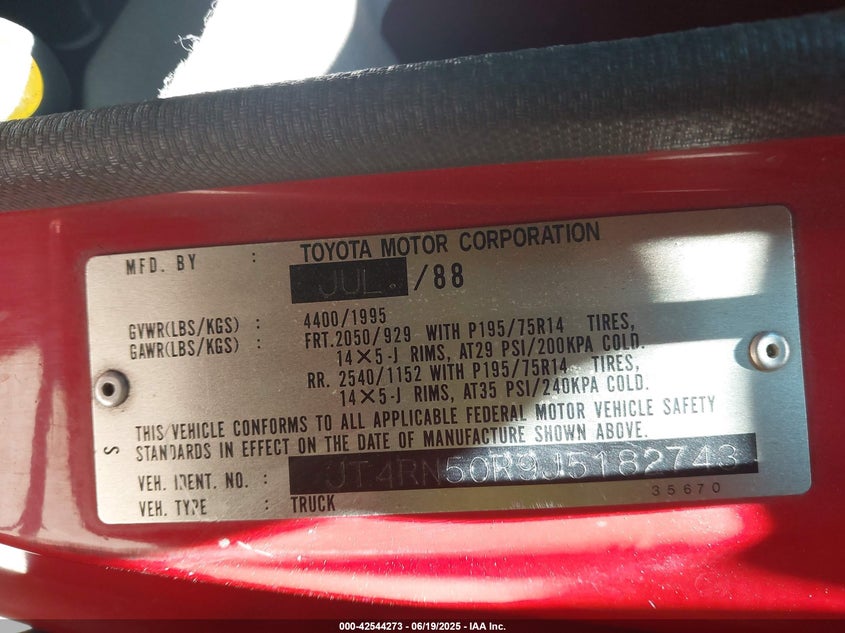 MFD. BY : TOYOTA MOTOR CORPORATION
JUL. /88
GVWR(LBS/KGS) : 4400/1995
GAWR(LBS/KGS) : FRT.2050/929 WITH P195/75R14 TIRES,
14×5-J RIMS, AT29 PSI/200KPA COLD.
RR. 2540/1152 WITH P195/75R14 TIRES,
14×5-J RIMS, AT35 PSI/240KPA COLD.
THIS VEHICLE CONFORMS TO ALL APPLICABLE FEDERAL MOTOR VEHICLE SAFETY
S STANDARDS IN EFFECT ON THE DATE OF MANUFACTURE SHOWN ABOVE.
VEH. IDENT. NO. : JT4RN50R9J5182743
VEH. TYPE : TRUCK 35670
000-42544273 - 06/19/2025 - IAA Inc.